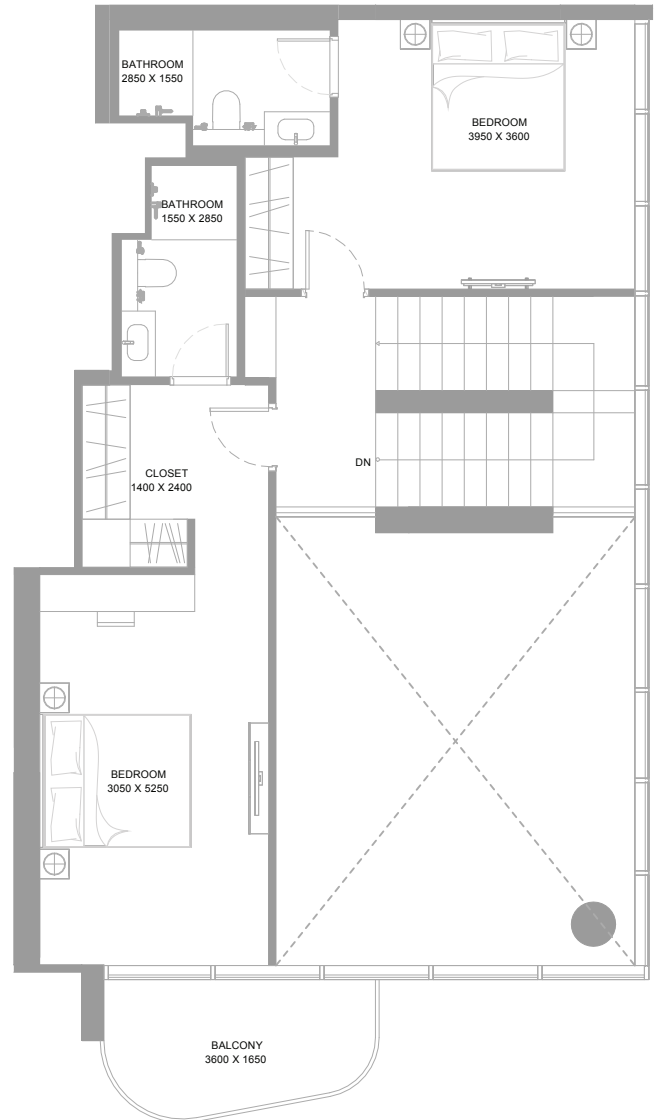 BATHROOM
2850 X 1550
BEDROOM
3950 X 3600
BATHROOM
1550 X 2850
DN
CLOSET
1400 X 2400
BEDROOM
3050 X 5250
BALCONY
3600 X 1650